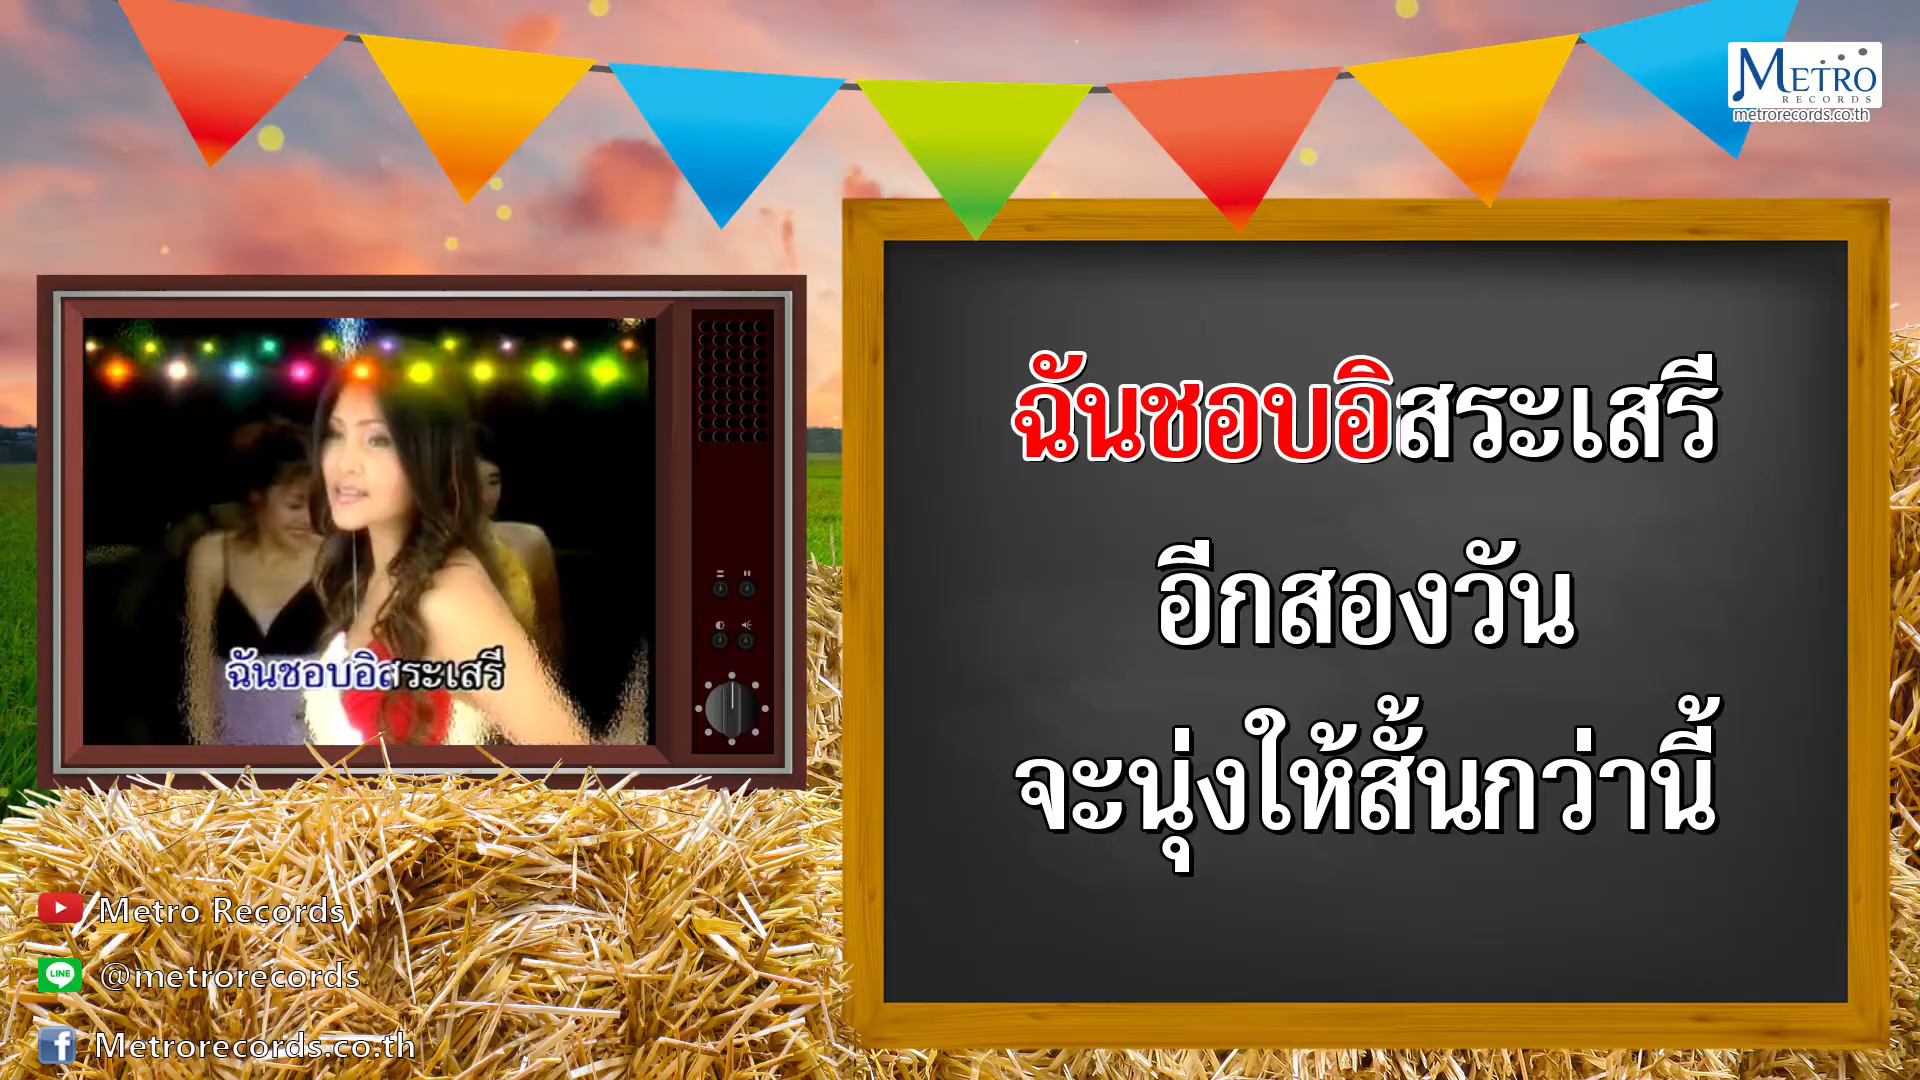 METRO
RECORDS
metrorecords.co.th
ฉันชอบอิสระเสรี
อีกสองวัน
จะนุ่งให้สั้นกว่านี้
ฉันชอบอิสระเสรี
Metro Records
LINE @metrorecords
f Metrorecords.co.th